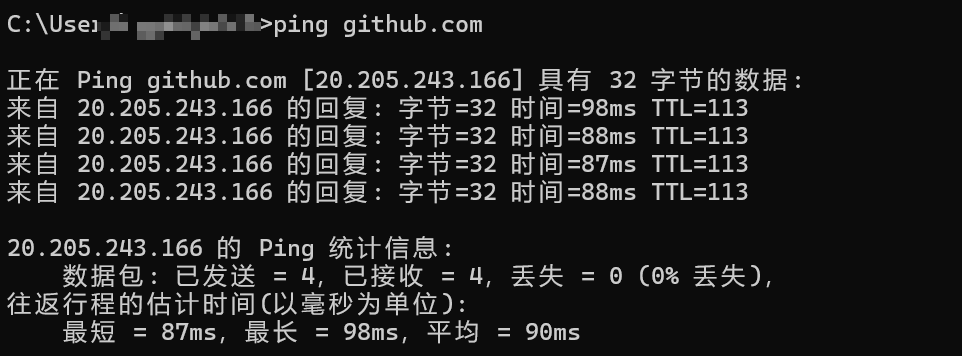 C:\User>ping github.com
正在 Ping github.com [20.205.243.166] 具有 32 字节的数据:
来自 20.205.243.166 的回复: 字节=32 时间=98ms TTL=113
来自 20.205.243.166 的回复: 字节=32 时间=88ms TTL=113
来自 20.205.243.166 的回复: 字节=32 时间=87ms TTL=113
来自 20.205.243.166 的回复: 字节=32 时间=88ms TTL=113
20.205.243.166 的 Ping 统计信息:
数据包: 已发送 = 4, 已接收 = 4, 丢失 = 0 (0% 丢失),
往返行程的估计时间(以毫秒为单位):
最短 = 87ms, 最长 = 98ms, 平均 = 90ms